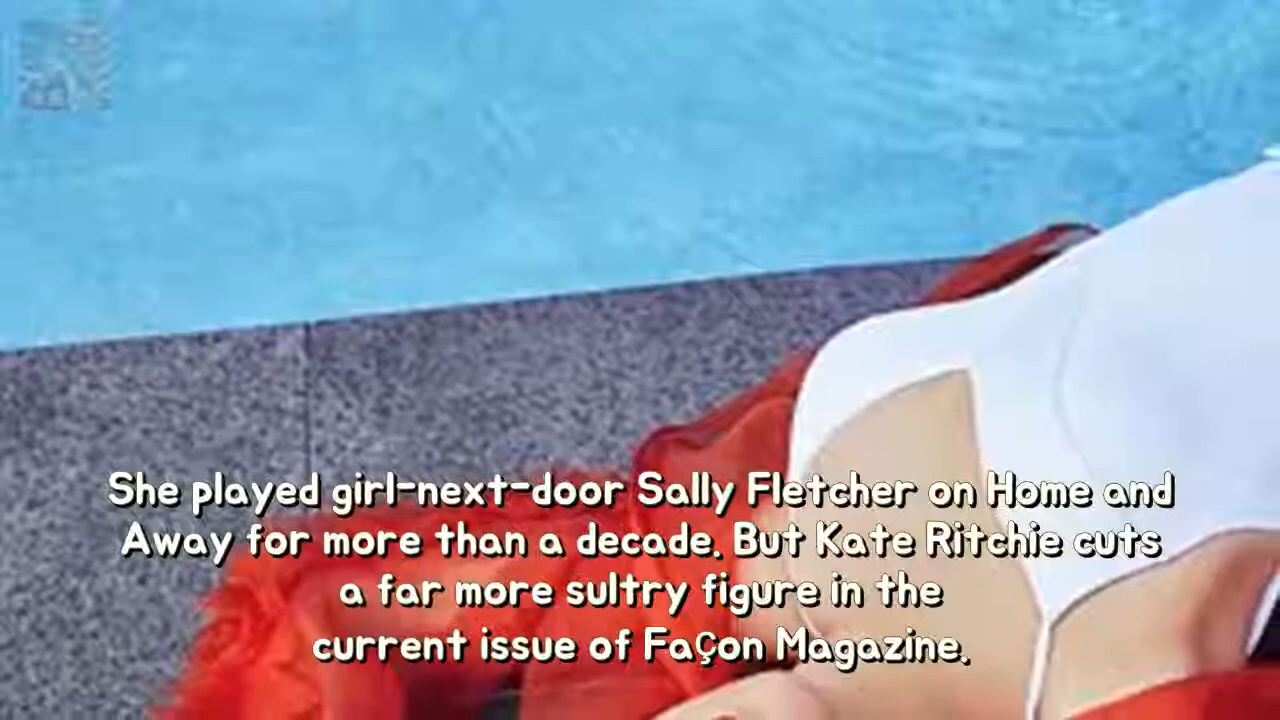 She played girl-next-door Sally Fletcher on Home and
Away for more than a decade. But Kate Ritchie cuts
a far more sultry figure in the
current issue of Façon Magazine.